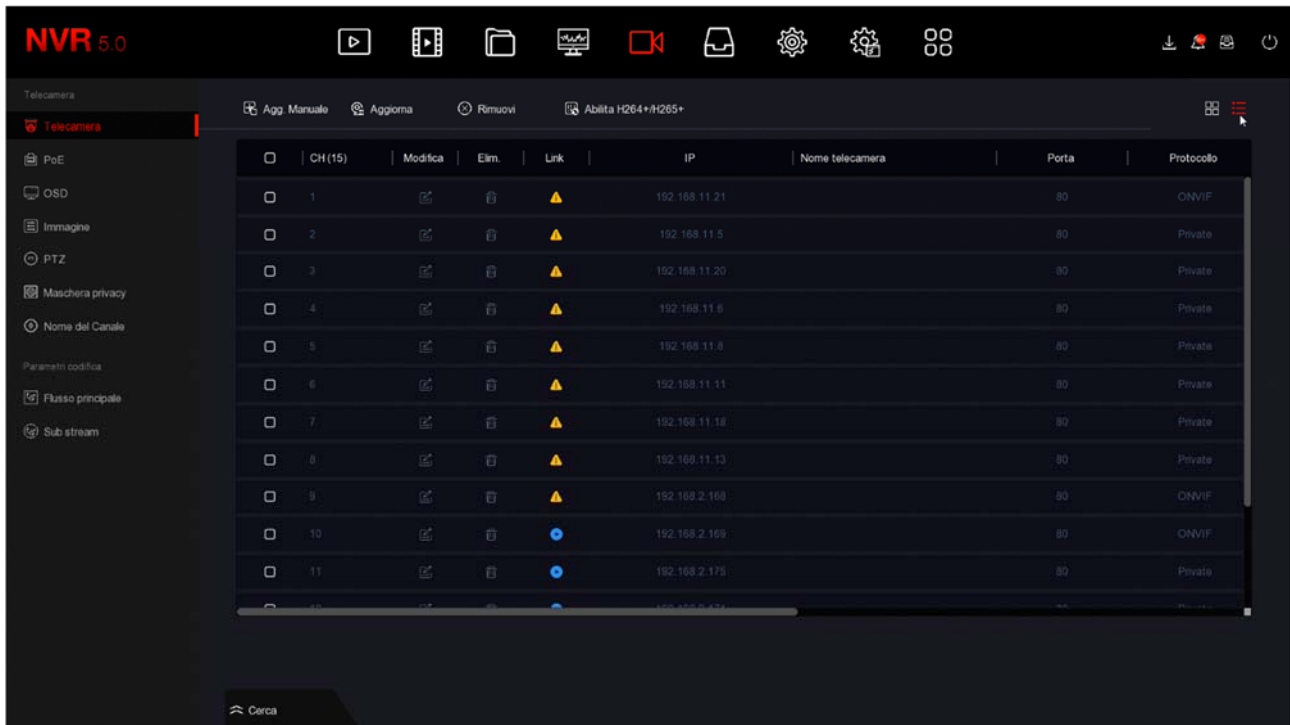 NVR 5.0
Telecamera
Telecamera
PoE
OSD
Immagine
PTZ
Maschera privacy
Nome del Canale
Parametri codifica
Flusso principale
Sub stream
Agg. Manuale Aggiorna Rimuovi Abilita H264+/H265+
CH (15) Modifica Elim. Link IP Nome telecamera Porta Protocollo
1 192.168.11.21 80 ONVIF
2 192.168.11.5 80 Private
3 192.168.11.20 80 Private
4 192.168.11.6 80 Private
5 192.168.11.8 80 Private
6 192.168.11.11 80 Private
7 192.168.11.18 80 Private
8 192.168.11.13 80 Private
9 192.168.2.168 80 ONVIF
10 192.168.2.169 80 ONVIF
11 192.168.2.175 80 Private
Cerca